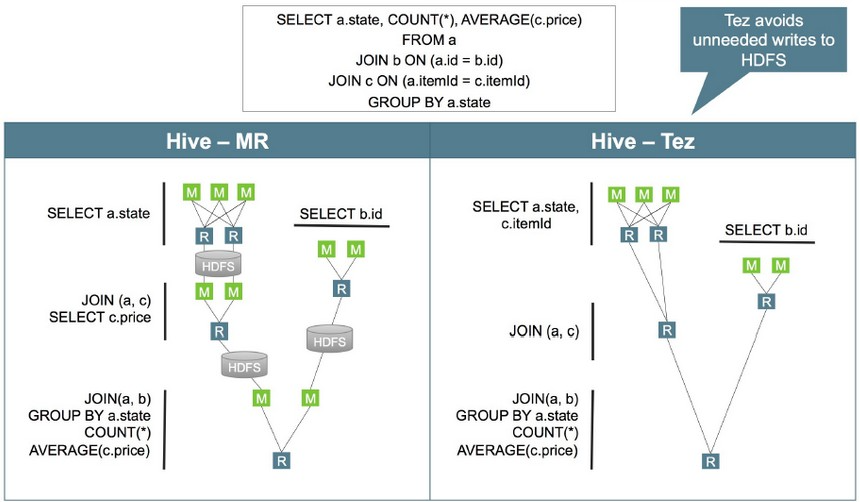 SELECT a.state, COUNT(*), AVERAGE(c.price)
FROM a
JOIN b ON (a.id = b.id)
JOIN c ON (a.itemId = c.itemId)
GROUP BY a.state
Tez avoids
unneeded writes to
HDFS
Hive – MR
Hive – Tez
M M M
SELECT a.state
R R
HDFS
SELECT b.id
M M
R
HDFS
M M
JOIN (a, c)
SELECT c.price
R
HDFS
M M
JOIN(a, b)
GROUP BY a.state
COUNT(*)
AVERAGE(c.price)
R
M M M
SELECT a.state,
c.itemId
R R
SELECT b.id
M M
R
JOIN (a, c)
R
JOIN(a, b)
GROUP BY a.state
COUNT(*)
AVERAGE(c.price)
R